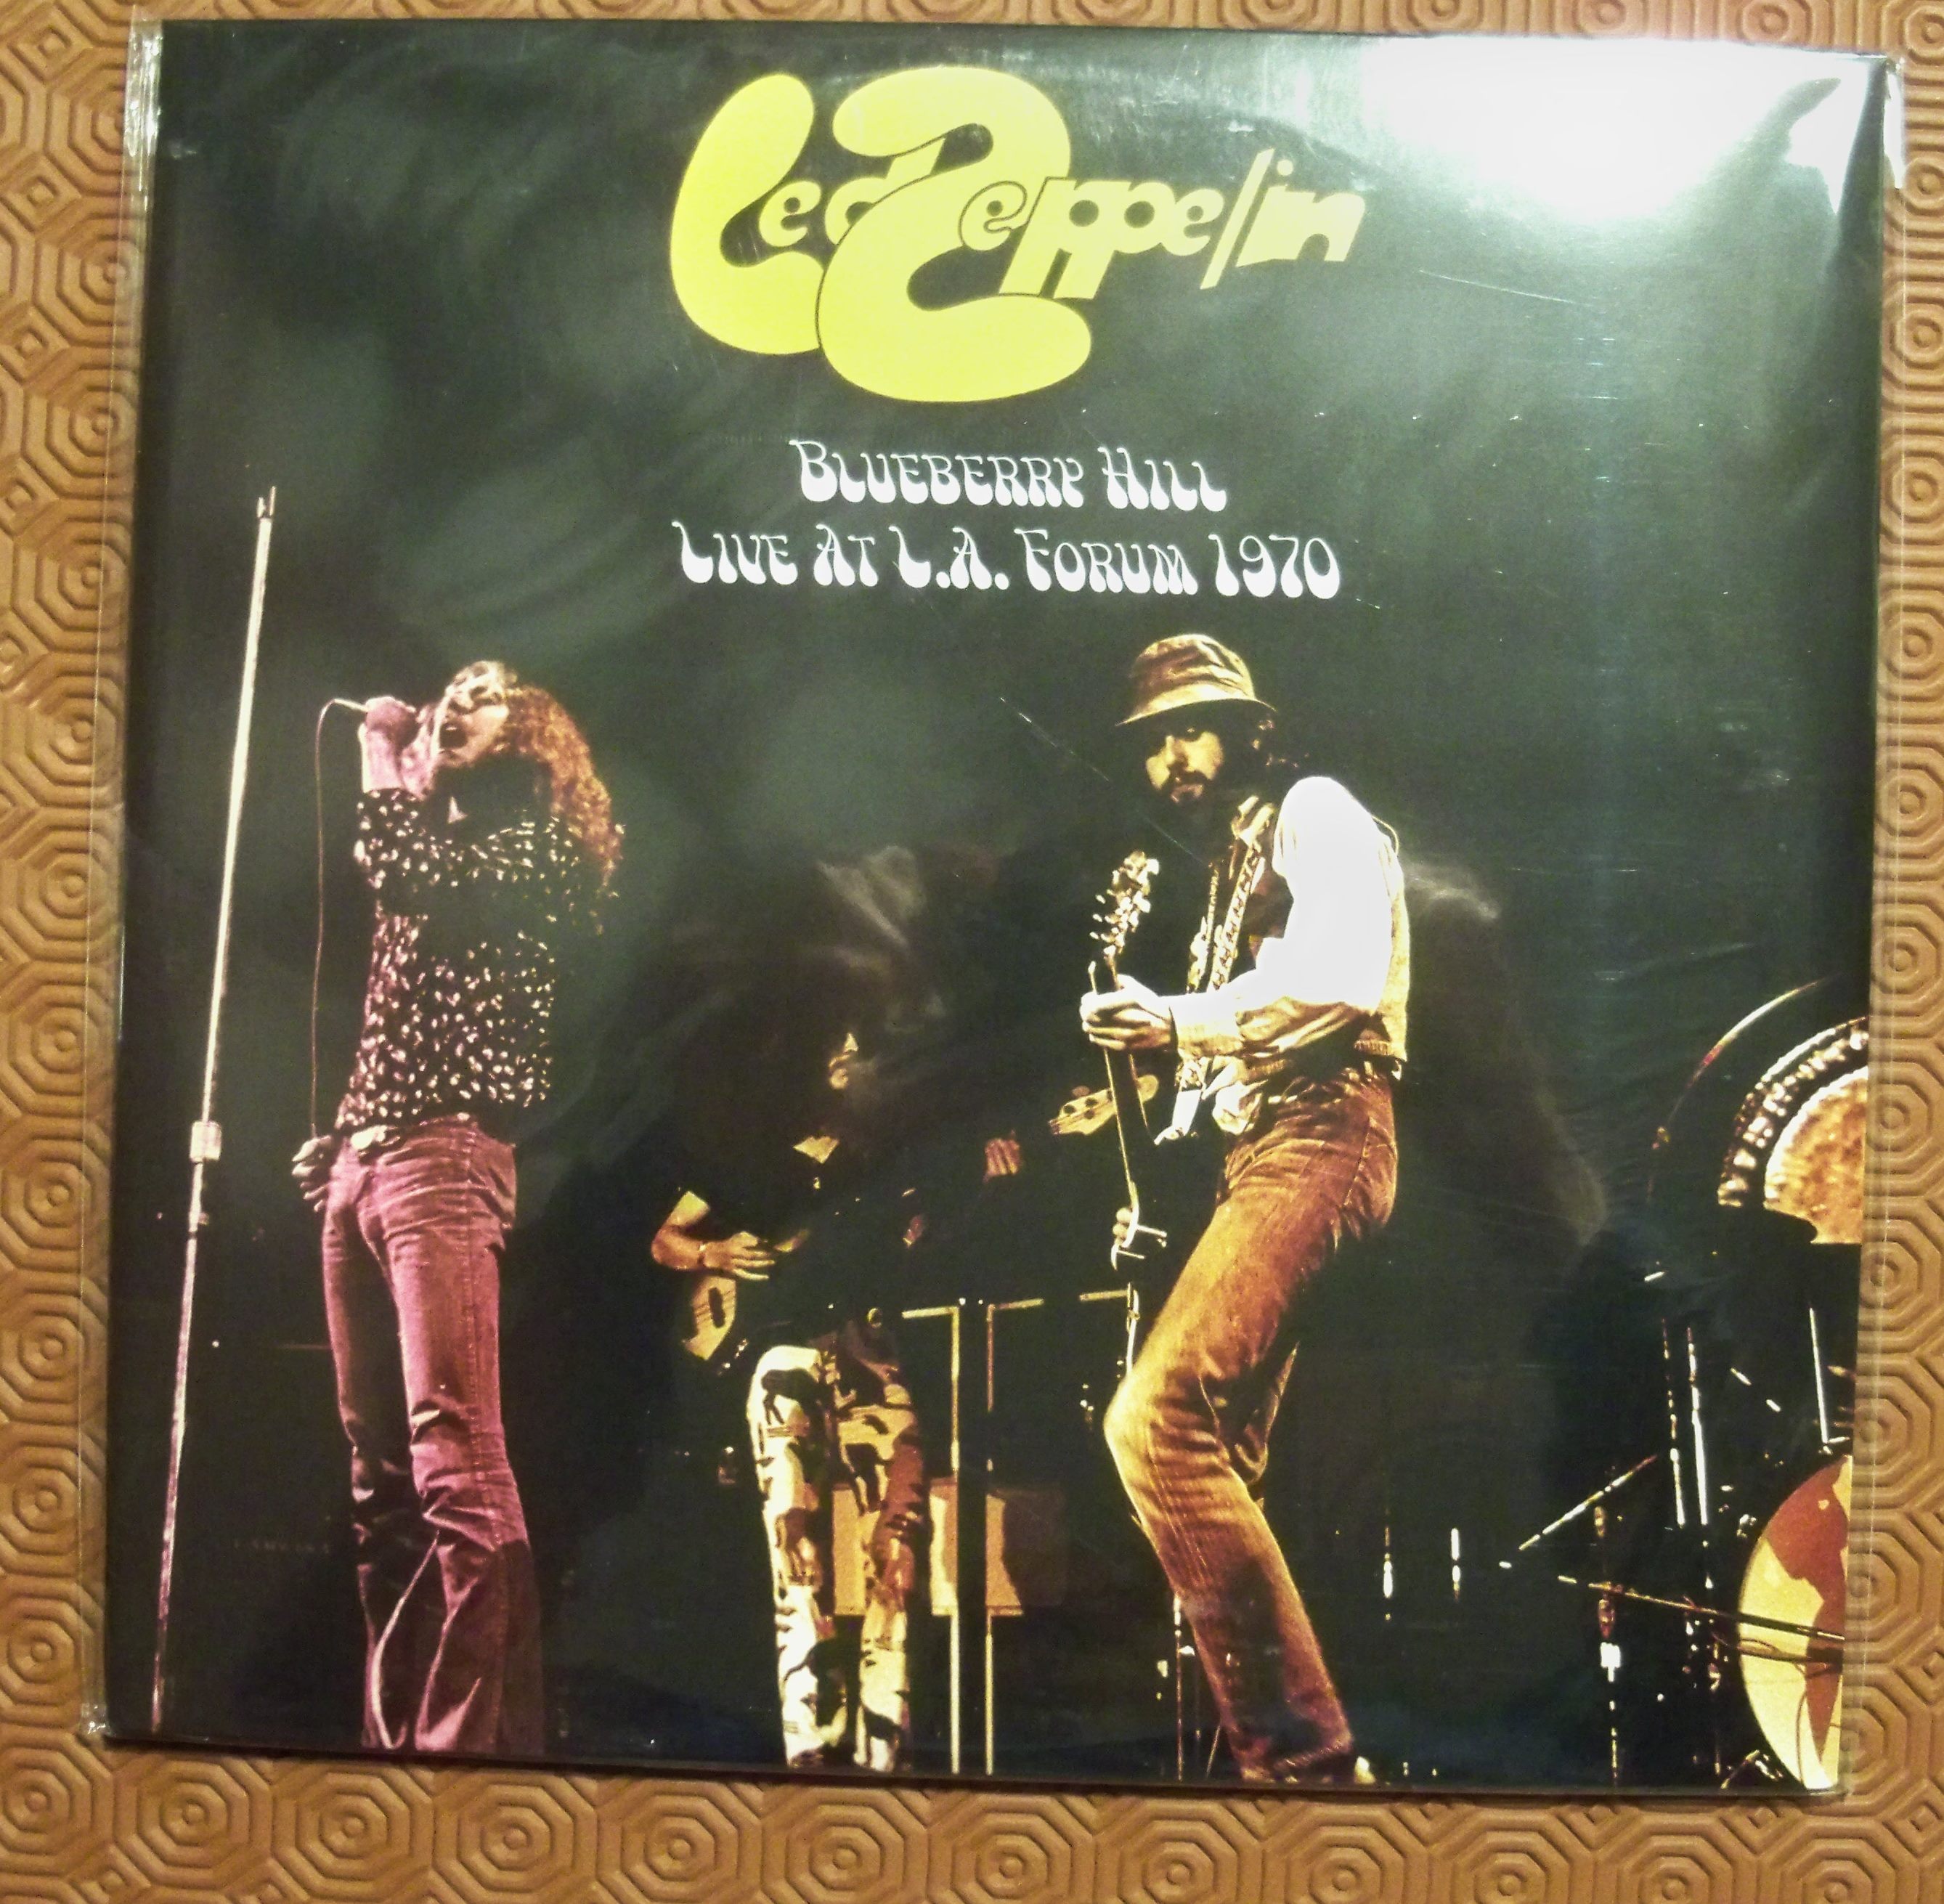 Led Zeppelin
Blueberry Hill
Live At L.A. Forum 1970